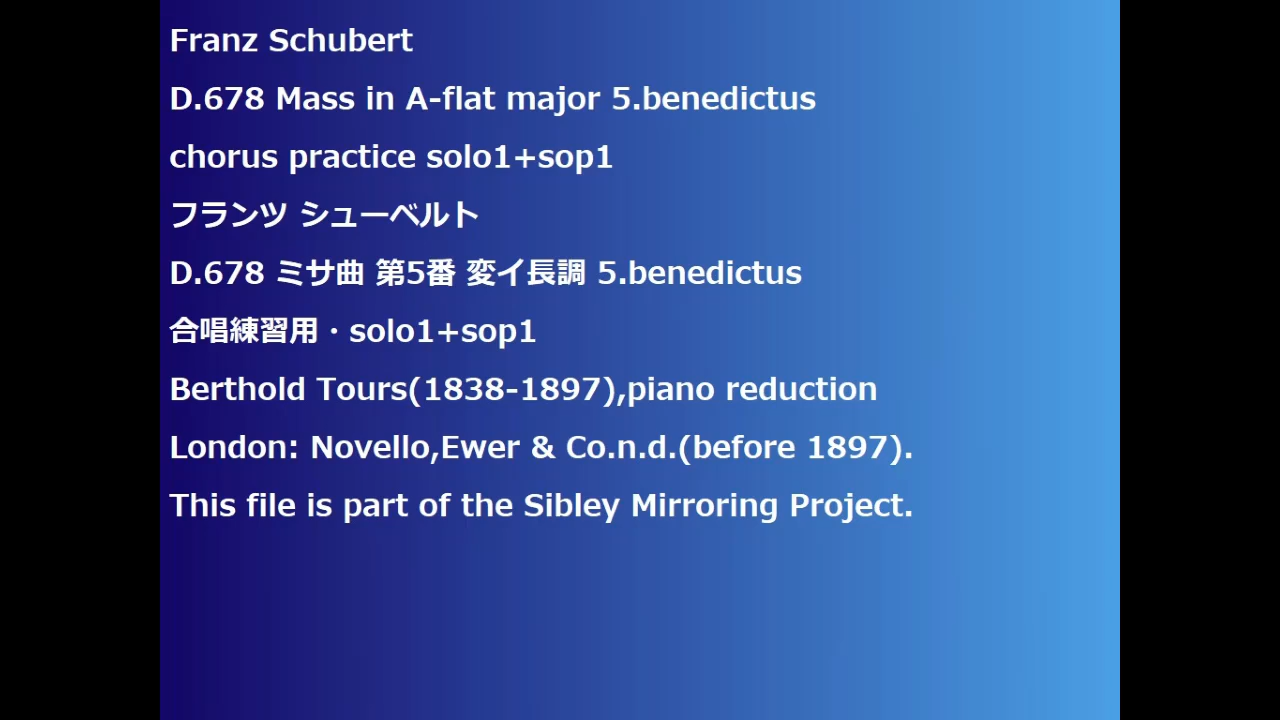 Franz Schubert
D.678 Mass in A-flat major 5.benedictus
chorus practice solo1+sop1
フランツ シューベルト
D.678 ミサ曲 第5番 変イ長調 5.benedictus
合唱練習用・solo1+sop1
Berthold Tours(1838-1897),piano reduction
London: Novello,Ewer & Co.n.d.(before 1897).
This file is part of the Sibley Mirroring Project.